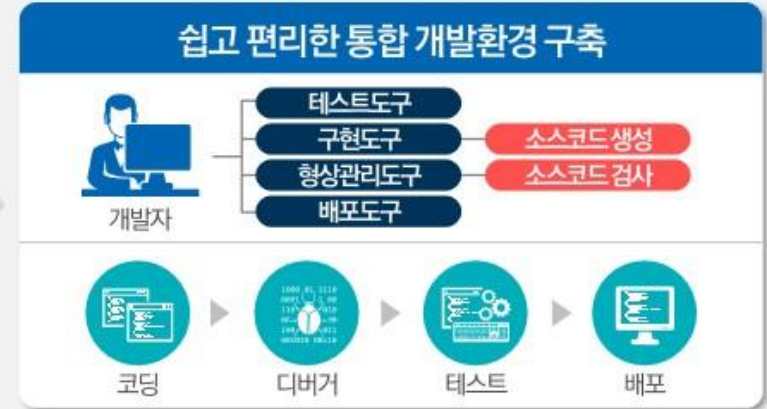 쉽고 편리한 통합 개발환경 구축
테스트도구
구현도구 소스코드 생성
형상관리도구 소스코드 검사
배포도구
개발자
코딩 디버거 테스트 배포